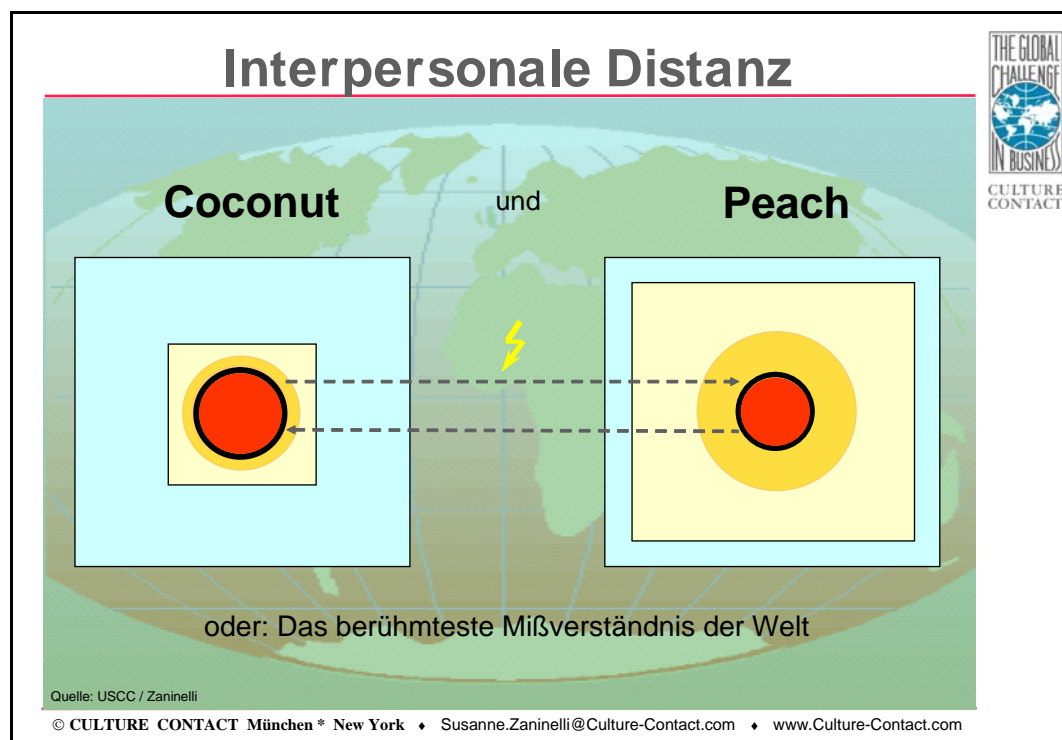 Interpersonale Distanz
THE GLOBAL
CHALLENGE
IN BUSINESS
CULTURE
CONTACT
Coconut und Peach
oder: Das berühmteste Mißverständnis der Welt
Quelle: USCC / Zaninelli
© CULTURE CONTACT München * New York ♦ Susanne.Zaninelli@Culture-Contact.com ♦ www.Culture-Contact.com